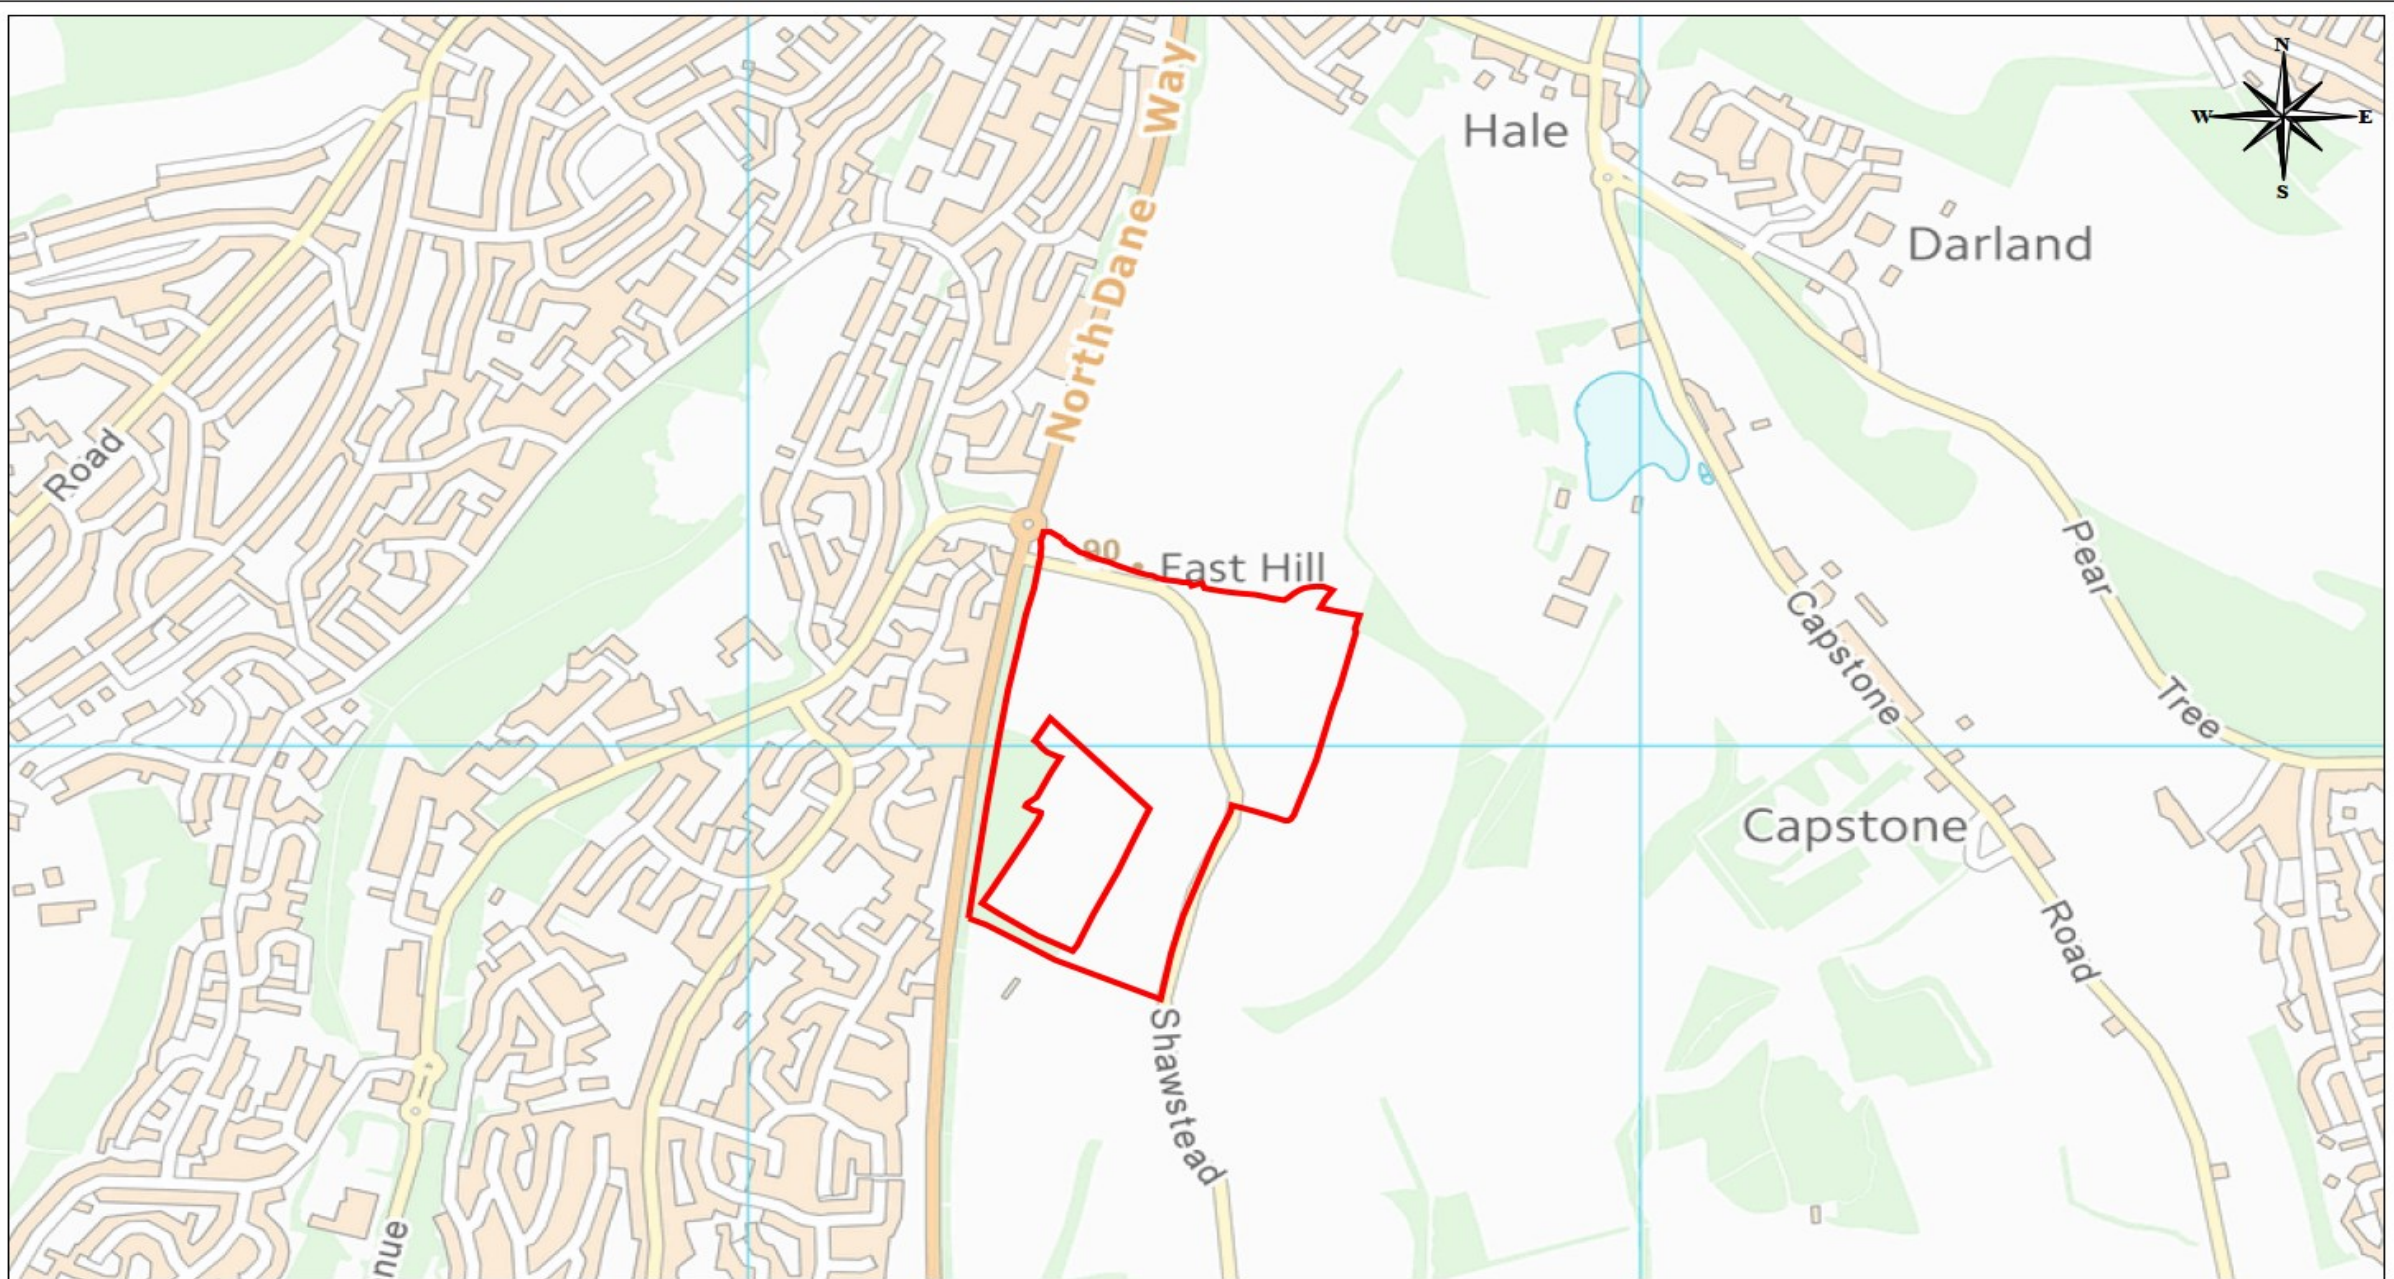 N
W
E
S
North Dane Way
Hale
Darland
Road
90
East Hill
Pear Tree
Capstone Road
Capstone
Shawstead
nue